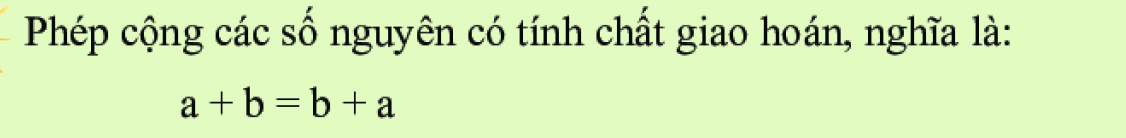 Phép cộng các số nguyên có tính chất giao hoán, nghĩa là:
a + b = b + a